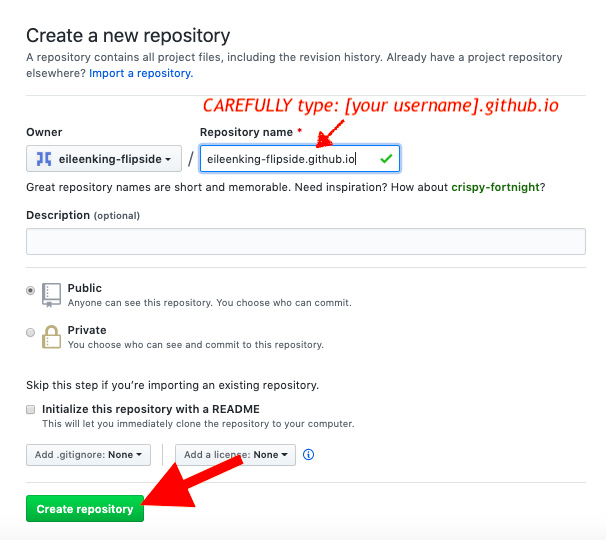 Create a new repository
A repository contains all project files, including the revision history. Already have a project repository
elsewhere? Import a repository.
CAREFULLY type: [your username].github.io
Owner
Repository name *
eileenking-flipside
/
eileenking-flipside.github.io
Great repository names are short and memorable. Need inspiration? How about crispy-fortnight?
Description (optional)
Public
Anyone can see this repository. You choose who can commit.
Private
You choose who can see and commit to this repository.
Skip this step if you're importing an existing repository.
Initialize this repository with a README
This will let you immediately clone the repository to your computer.
Add .gitignore: None
Add a license: None
Create repository